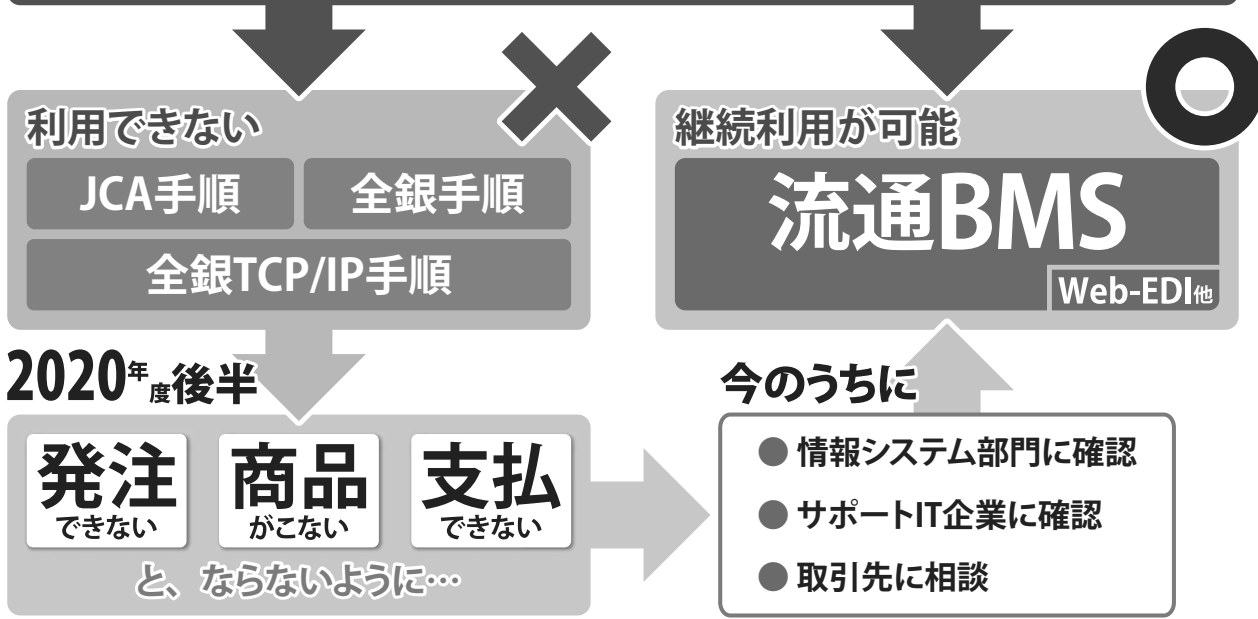 利用できない
JCA手順
全銀手順
全銀TCP/IP手順
継続利用が可能
流通BMS
Web-EDI他
2020年度後半
発注
できない
商品
がこない
支払
できない
と、ならないように…
今のうちに
● 情報システム部門に確認
● サポートIT企業に確認
● 取引先に相談